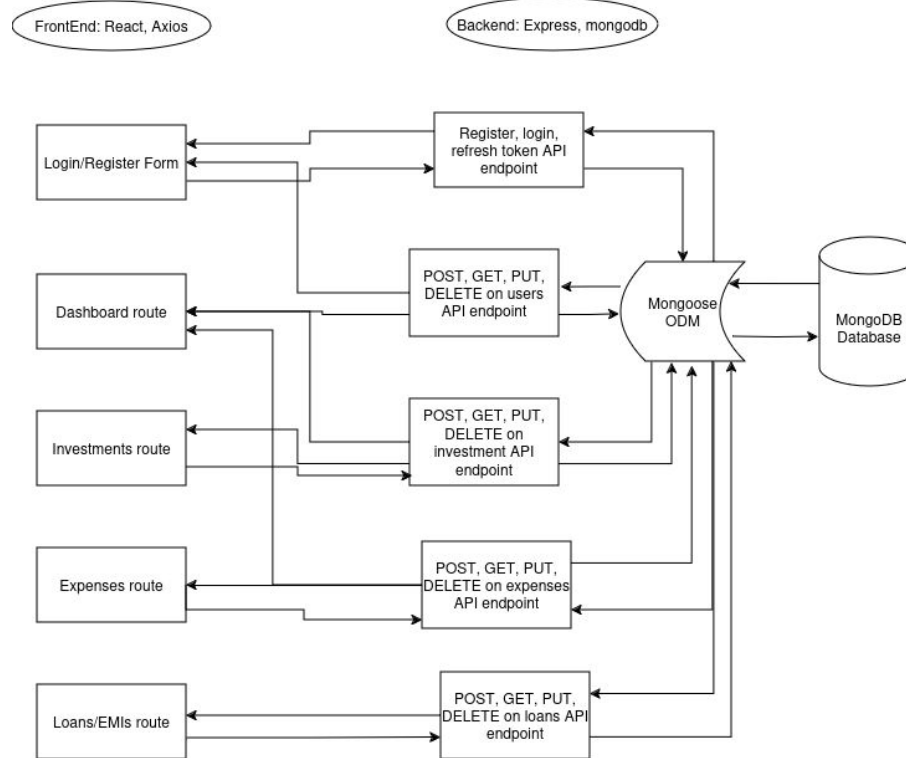 FrontEnd: React, Axios
Backend: Express, mongodb
Login/Register Form
Register, login,
refresh token API
endpoint
Dashboard route
POST, GET, PUT,
DELETE on users
API endpoint
Mongoose
ODM
MongoDB
Database
Investments route
POST, GET, PUT,
DELETE on
investment API
endpoint
Expenses route
POST, GET, PUT,
DELETE on expenses
API endpoint
Loans/EMIs route
POST, GET, PUT,
DELETE on loans API
endpoint